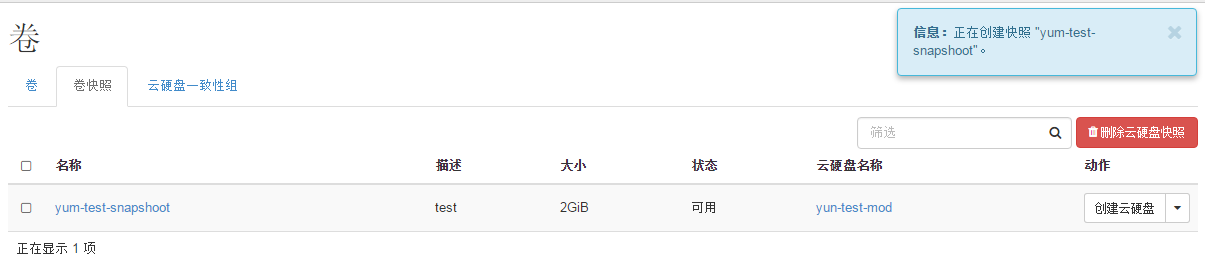 卷
信息：正在创建快照 "yum-test-
snapshoot"。
卷 卷快照 云硬盘一致性组
筛选 删除云硬盘快照
名称 描述 大小 状态 云硬盘名称 动作
yum-test-snapshoot test 2GiB 可用 yun-test-mod 创建云硬盘
正在显示 1 项